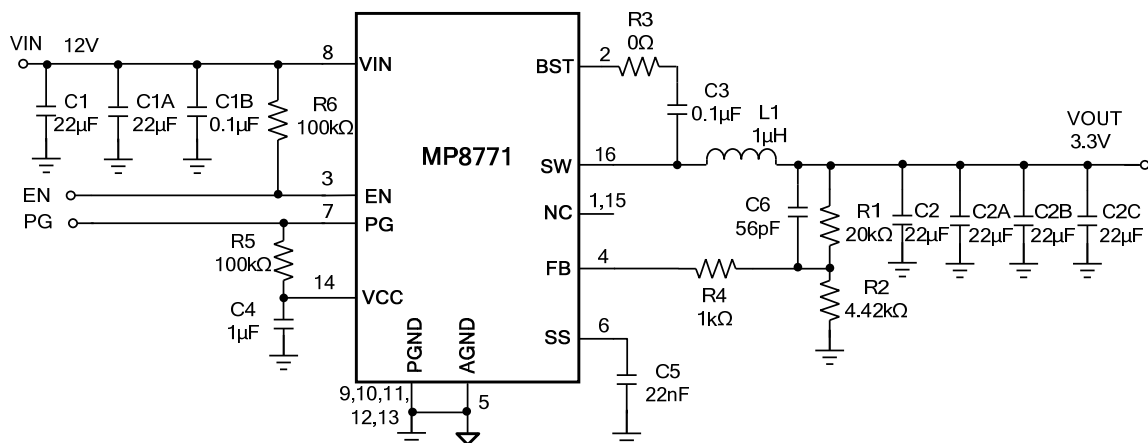 VIN 12V
8
VIN
C1
22µF
C1A
22µF
C1B
0.1µF
R6
100kΩ
EN
3
EN
PG
7
PG
R5
100kΩ
14
VCC
C4
1µF
MP8771
PGND
AGND
9,10,11,
12,13
5
BST
2
R3
0Ω
C3
0.1µF
L1
1µH
SW
16
NC
1,15
FB
4
SS
6
C5
22nF
R4
1kΩ
C6
56pF
R1
20kΩ
R2
4.42kΩ
C2
22µF
C2A
22µF
C2B
22µF
C2C
22µF
VOUT
3.3V